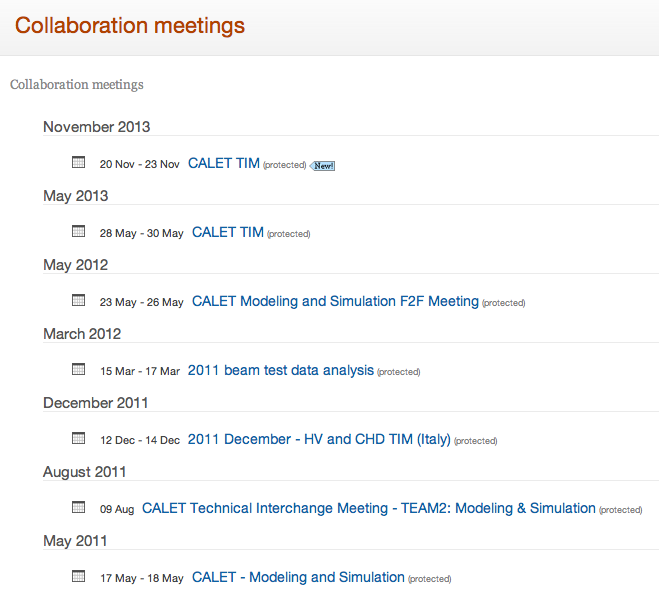 Collaboration meetings
Collaboration meetings
November 2013
20 Nov - 23 Nov CALET TIM (protected) New!
May 2013
28 May - 30 May CALET TIM (protected)
May 2012
23 May - 26 May CALET Modeling and Simulation F2F Meeting (protected)
March 2012
15 Mar - 17 Mar 2011 beam test data analysis (protected)
December 2011
12 Dec - 14 Dec 2011 December - HV and CHD TIM (Italy) (protected)
August 2011
09 Aug CALET Technical Interchange Meeting - TEAM2: Modeling & Simulation (protected)
May 2011
17 May - 18 May CALET - Modeling and Simulation (protected)